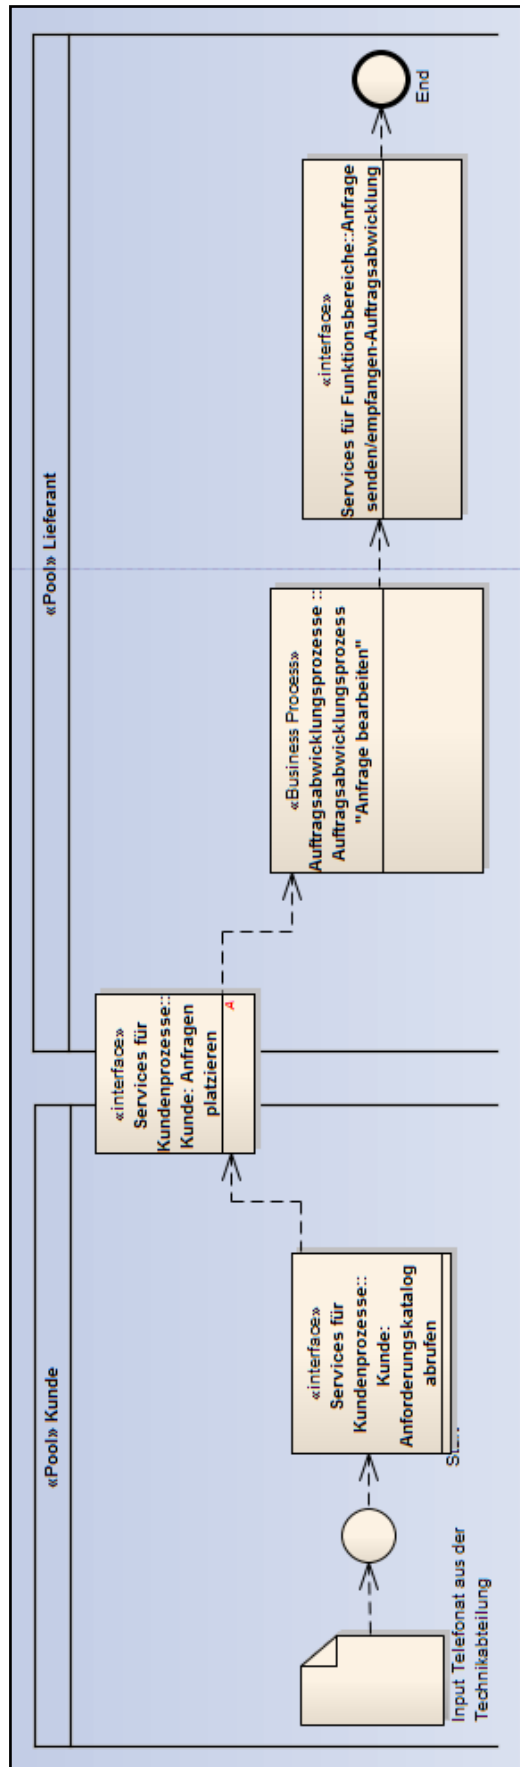 «Pool» Kunde
Input Telefonat aus der
Technikabteilung
«interface»
Services für
Kundenprozesse::
Kunde:
Anforderungskatalog
abrufen
«interface»
Services für
Kundenprozesse::
Kunde: Anfragen
platzieren
A
«Pool» Lieferant
«Business Process»
Auftragsabwicklungsprozesse ::
Auftragsabwicklungsprozess
"Anfrage bearbeiten"
«interface»
Services für Funktionsbereiche::Anfrage
senden/empfangen-Auftragsabwicklung
End